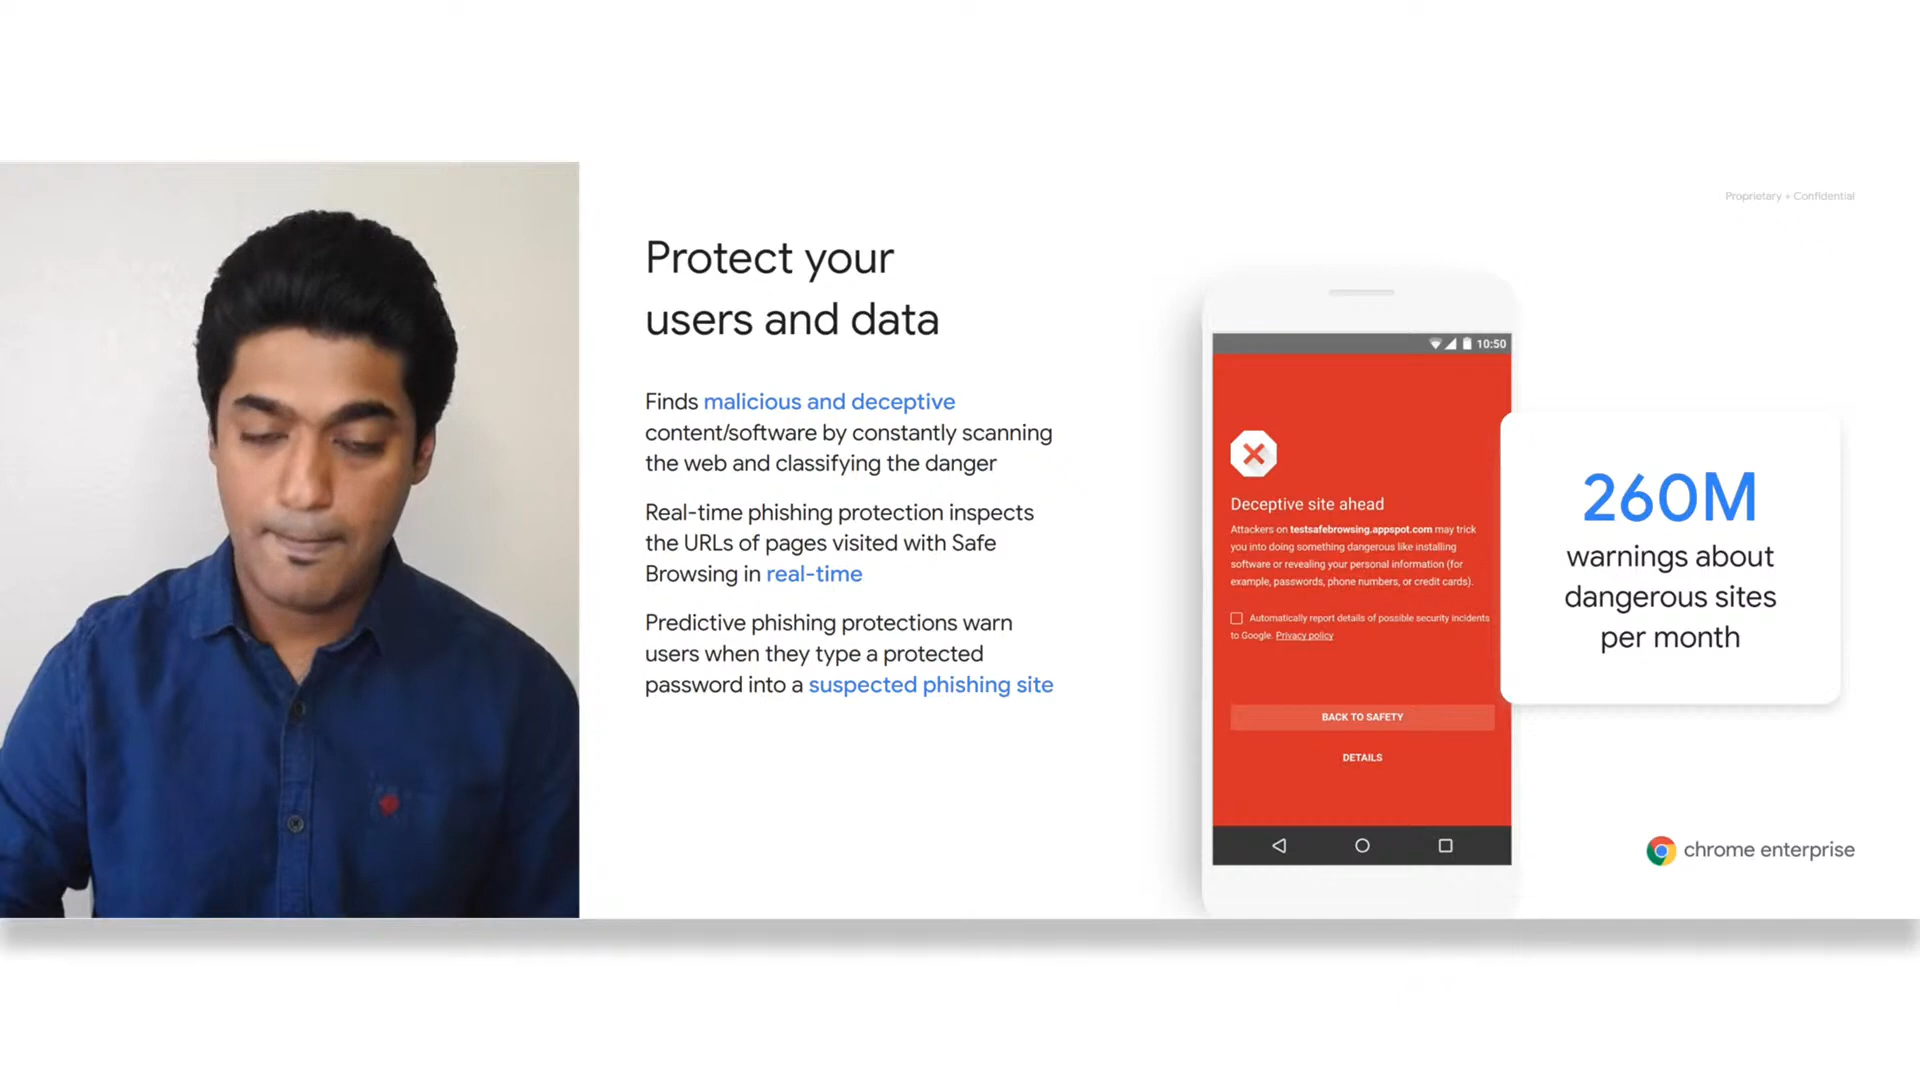 Proprietary + Confidential
Protect your
users and data
Finds malicious and deceptive
content/software by constantly scanning
the web and classifying the danger
Real-time phishing protection inspects
the URLs of pages visited with Safe
Browsing in real-time
Predictive phishing protections warn
users when they type a protected
password into a suspected phishing site
10:50
Deceptive site ahead
Attackers on testsafebrowsing.appspot.com may trick
you into doing something dangerous like installing
software or revealing your personal information (for
example, passwords, phone numbers, or credit cards).
Automatically report details of possible security incidents
to Google. Privacy policy
BACK TO SAFETY
DETAILS
260M
warnings about
dangerous sites
per month
chrome enterprise